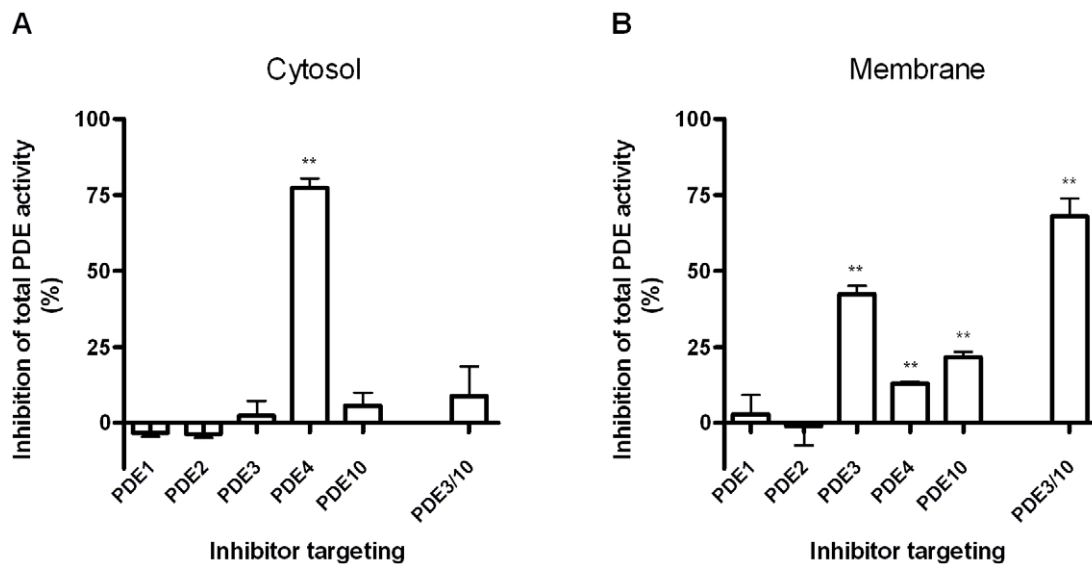 A
Cytosol
Inhibition of total PDE activity
(%)
100
75
50
25
0
**
PDE1
PDE2
PDE3
PDE4
PDE10
PDE3/10
Inhibitor targeting
B
Membrane
Inhibition of total PDE activity
(%)
100
75
50
25
0
**
**
**
**
PDE1
PDE2
PDE3
PDE4
PDE10
PDE3/10
Inhibitor targeting